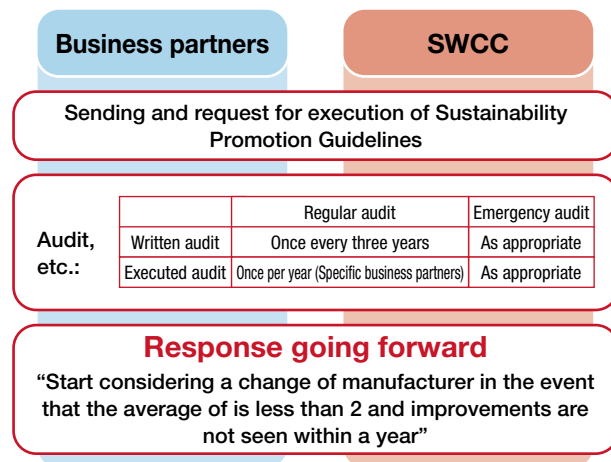 Business partners
SWCC
Sending and request for execution of Sustainability
Promotion Guidelines
Audit,
etc.:
Regular audit
Emergency audit
Written audit
Once every three years
As appropriate
Executed audit
Once per year (Specific business partners)
As appropriate
Response going forward
“Start considering a change of manufacturer in the event
that the average of is less than 2 and improvements are
not seen within a year”